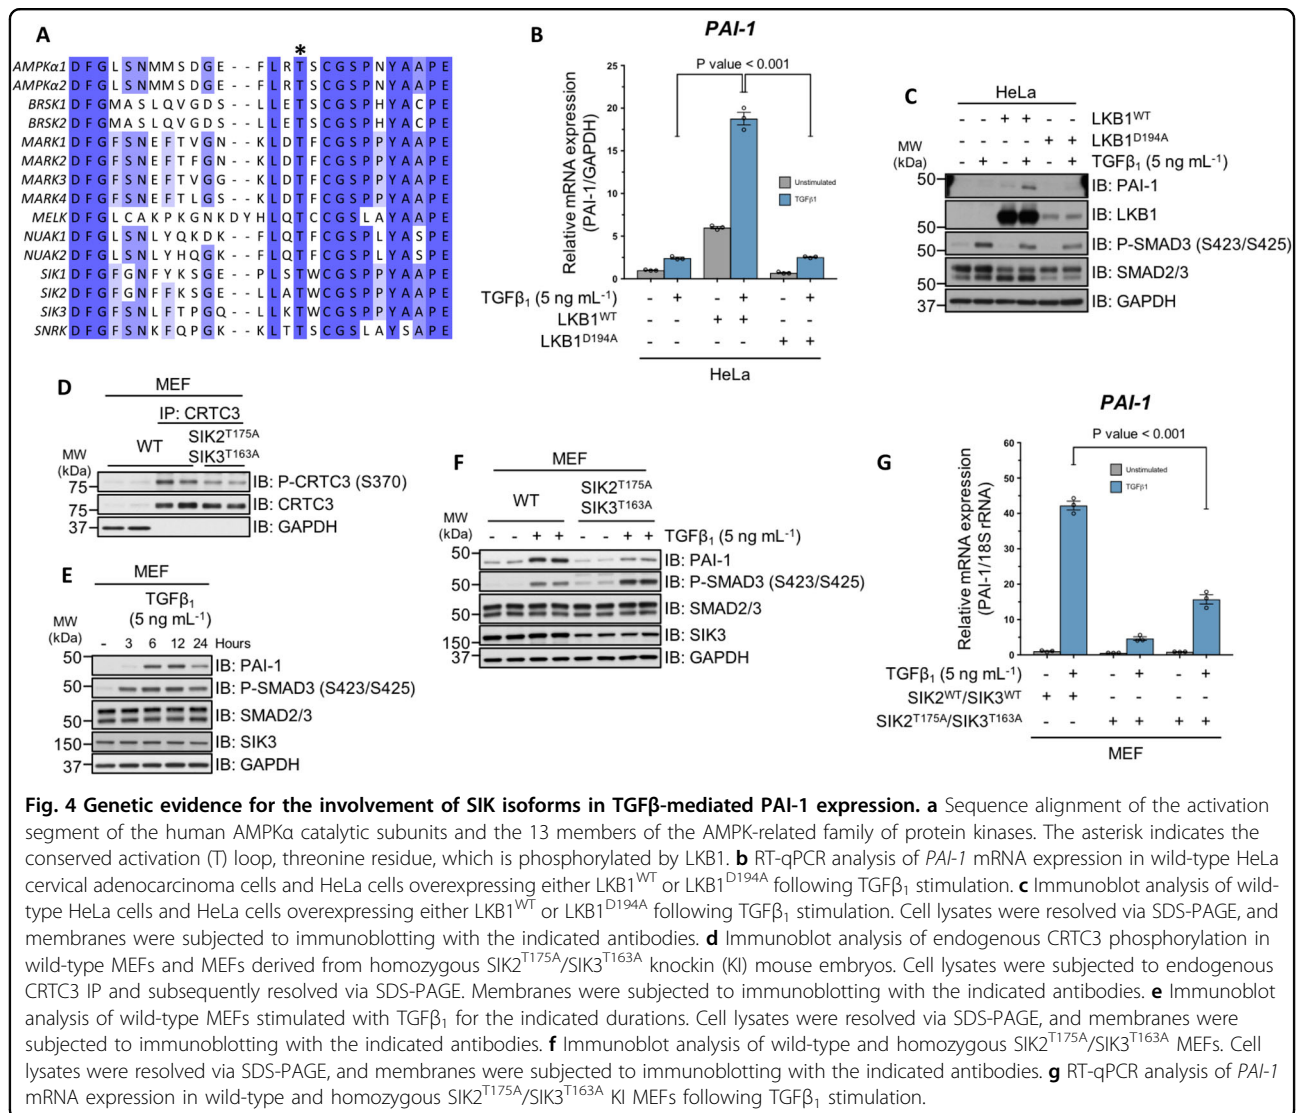 A
*
AMPKα1 D F G L S N M M S D G E - - F L R T S C G S P N Y A A P E
AMPKα2 D F G L S N M M S D G E - - F L R T S C G S P N Y A A P E
BRSK1 D F G M A S L Q V G D S - - L L E T S C G S P H Y A C P E
BRSK2 D F G M A S L Q V G D S - - L L E T S C G S P H Y A C P E
MARK1 D F G F S N E F T V G N - - K L D T F C G S P P Y A A P E
MARK2 D F G F S N E F T F G N - - K L D T F C G S P P Y A A P E
MARK3 D F G F S N E F T V G G - - K L D T F C G S P P Y A A P E
MARK4 D F G F S N E F T L G S - - K L D T F C G S P P Y A A P E
MELK D F G L C A K P K G N K D Y H L Q T C C G S L A Y A A P E
NUAK1 D F G L S N L Y Q K D K - - F L Q T F C G S P L Y A S P E
NUAK2 D F G L S N L Y H Q G K - - F L Q T F C G S P L Y A S P E
SIK1 D F G F G N F Y K S G E - - P L S T W C G S P P Y A A P E
SIK2 D F G F G N F F K S G E - - L L A T W C G S P P Y A A P E
SIK3 D F G F S N L F T P G Q - - L L K T W C G S P P Y A A P E
SNRK D F G F S N K F Q P G K - - K L T T S C G S L A Y S A P E
B
PAI-1
P value < 0.001
Relative mRNA expression
(PAI-1/GAPDH)
25
20
15
10
5
0
Unstimulated
TGFβ1
TGFβ₁ (5 ng mL⁻¹) - + - + - +
LKB1ᵂᵀ - - + + - -
LKB1ᴰ¹⁹⁴ᴬ - - - - + +
HeLa
C
HeLa
- - + + - - LKB1ᵂᵀ
- - - - + + LKB1ᴰ¹⁹⁴ᴬ
MW
(kDa)
- + - + - + TGFβ₁ (5 ng mL⁻¹)
50 IB: PAI-1
50 IB: LKB1
50 IB: P-SMAD3 (S423/S425)
50 IB: SMAD2/3
37 IB: GAPDH
D
MEF
IP: CRTC3
WT
SIK2ᵀ¹⁷⁵ᴬ
SIK3ᵀ¹⁶³ᴬ
MW
(kDa)
75 IB: P-CRTC3 (S370)
75 IB: CRTC3
37 IB: GAPDH
E
MEF
TGFβ₁
(5 ng mL⁻¹)
MW
(kDa)
- 3 6 12 24 Hours
50 IB: PAI-1
50 IB: P-SMAD3 (S423/S425)
50 IB: SMAD2/3
150 IB: SIK3
37 IB: GAPDH
F
MEF
WT
SIK2ᵀ¹⁷⁵ᴬ
SIK3ᵀ¹⁶³ᴬ
MW
(kDa)
- - + + - - + + TGFβ₁ (5 ng mL⁻¹)
50 IB: PAI-1
50 IB: P-SMAD3 (S423/S425)
50 IB: SMAD2/3
150 IB: SIK3
37 IB: GAPDH
G
PAI-1
P value < 0.001
Relative mRNA expression
(PAI-1/18S rRNA)
60
50
40
30
20
10
0
Unstimulated
TGFβ1
TGFβ₁ (5 ng mL⁻¹) - + - + - +
SIK2ᵂᵀ/SIK3ᵂᵀ + + - - - -
SIK2ᵀ¹⁷⁵ᴬ/SIK3ᵀ¹⁶³ᴬ - - + + + +
MEF
Fig. 4 Genetic evidence for the involvement of SIK isoforms in TGFβ-mediated PAI-1 expression. a Sequence alignment of the activation
segment of the human AMPKα catalytic subunits and the 13 members of the AMPK-related family of protein kinases. The asterisk indicates the
conserved activation (T) loop, threonine residue, which is phosphorylated by LKB1. b RT-qPCR analysis of PAI-1 mRNA expression in wild-type HeLa
cervical adenocarcinoma cells and HeLa cells overexpressing either LKB1ᵂᵀ or LKB1ᴰ¹⁹⁴ᴬ following TGFβ₁ stimulation. c Immunoblot analysis of wild-
type HeLa cells and HeLa cells overexpressing either LKB1ᵂᵀ or LKB1ᴰ¹⁹⁴ᴬ following TGFβ₁ stimulation. Cell lysates were resolved via SDS-PAGE, and
membranes were subjected to immunoblotting with the indicated antibodies. d Immunoblot analysis of endogenous CRTC3 phosphorylation in
wild-type MEFs and MEFs derived from homozygous SIK2ᵀ¹⁷⁵ᴬ/SIK3ᵀ¹⁶³ᴬ knockin (KI) mouse embryos. Cell lysates were subjected to endogenous
CRTC3 IP and subsequently resolved via SDS-PAGE. Membranes were subjected to immunoblotting with the indicated antibodies. e Immunoblot
analysis of wild-type MEFs stimulated with TGFβ₁ for the indicated durations. Cell lysates were resolved via SDS-PAGE, and membranes were
subjected to immunoblotting with the indicated antibodies. f Immunoblot analysis of wild-type and homozygous SIK2ᵀ¹⁷⁵ᴬ/SIK3ᵀ¹⁶³ᴬ MEFs. Cell
lysates were resolved via SDS-PAGE, and membranes were subjected to immunoblotting with the indicated antibodies. g RT-qPCR analysis of PAI-1
mRNA expression in wild-type and homozygous SIK2ᵀ¹⁷⁵ᴬ/SIK3ᵀ¹⁶³ᴬ KI MEFs following TGFβ₁ stimulation.